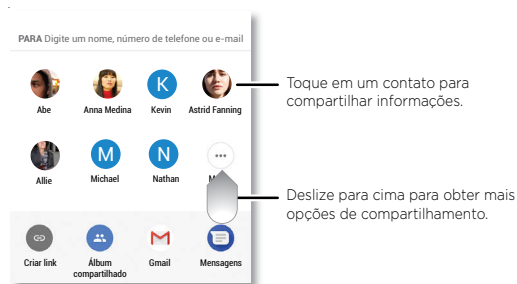 PARA Digite um nome, número de telefone ou e-mail
K
Abe Anna Medina Kevin Astrid Fanning
Toque em um contato para
compartilhar informações.
M N
Allie Michael Nathan
Deslize para cima para obter mais
opções de compartilhamento.
Criar link Álbum compartilhado Gmail Mensagens